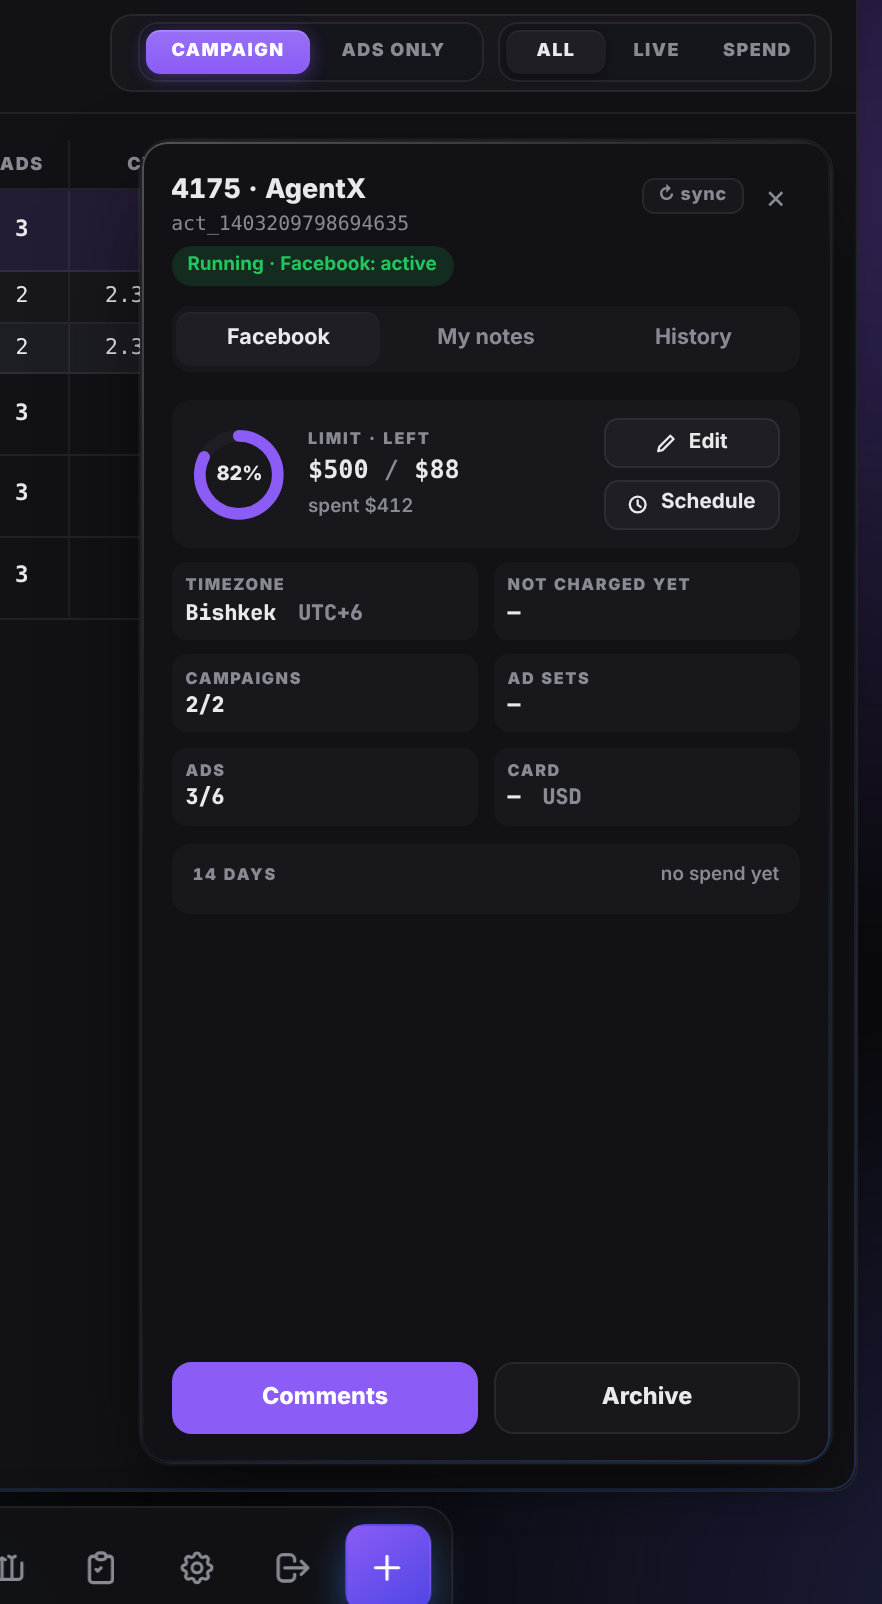 CAMPAIGN ADS ONLY ALL LIVE SPEND
ADS
3
2 2.3
2 2.3
3
3
3
4175 · AgentX
sync
act_1403209798694635
Running · Facebook: active
Facebook My notes History
82%
LIMIT · LEFT
$500 / $88
spent $412
Edit
Schedule
TIMEZONE
Bishkek UTC+6
NOT CHARGED YET
–
CAMPAIGNS
2/2
AD SETS
–
ADS
3/6
CARD
– USD
14 DAYS no spend yet
Comments Archive